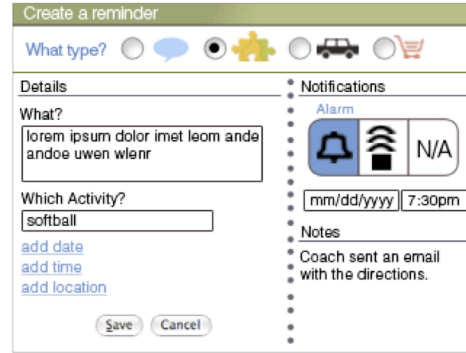 Create a reminder
What type?
Details
What?
lorem ipsum dolor imet leom ande
andoe uwen wlenr
Which Activity?
softball
add date
add time
add location
Save Cancel
Notifications
Alarm
N/A
mm/dd/yyyy 7:30pm
Notes
Coach sent an email
with the directions.